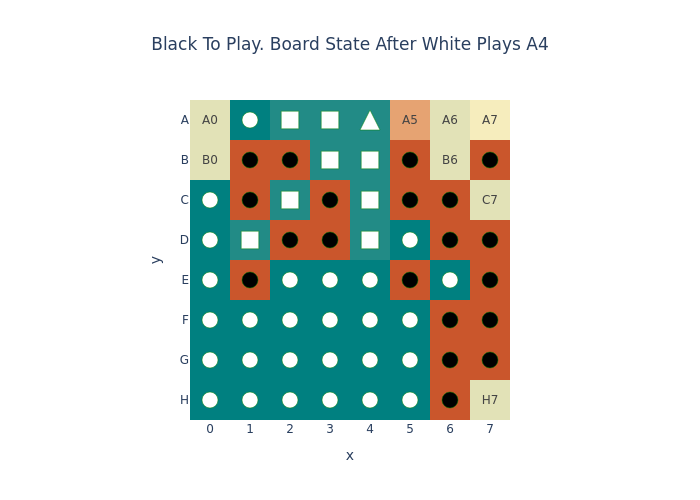 Black To Play. Board State After White Plays A4
A A0 A5 A6 A7
B B0 B6
C C7
D
E
F
G
H H7
0 1 2 3 4 5 6 7
x
y